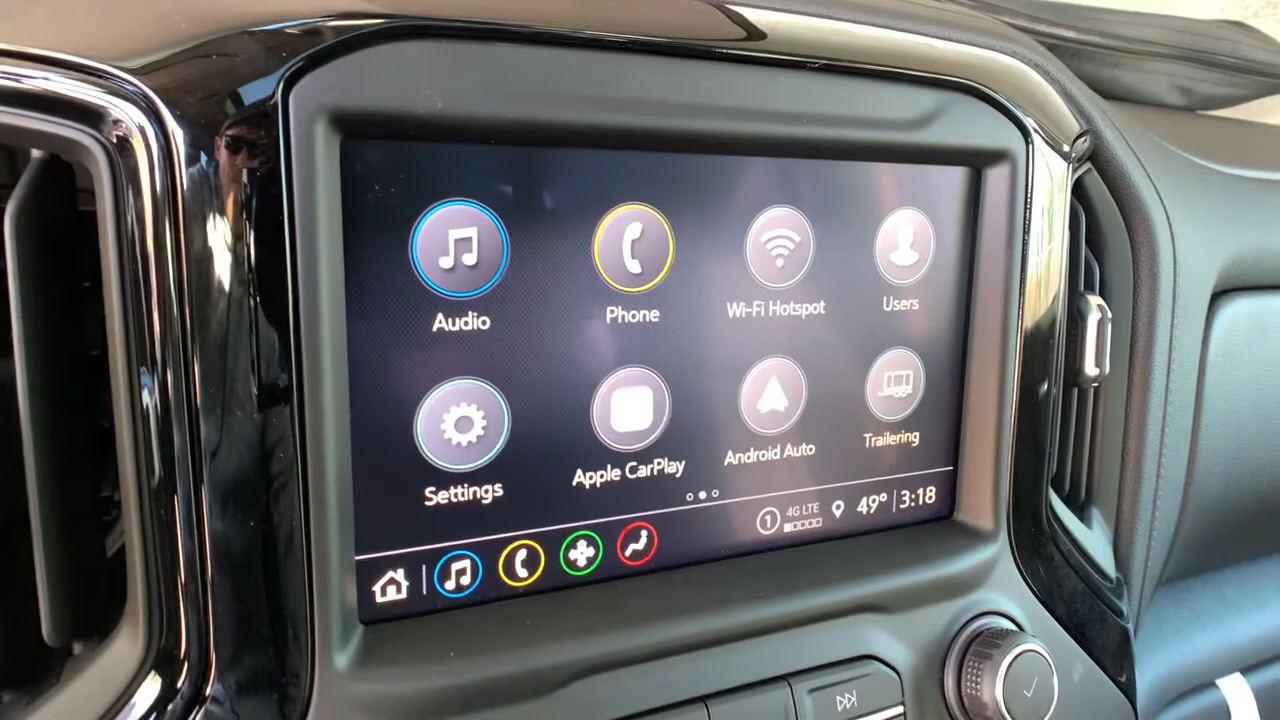 Audio
Phone
Wi-Fi Hotspot
Users
Settings
Apple CarPlay
Android Auto
Trailering
1
4G LTE
49° 3:18